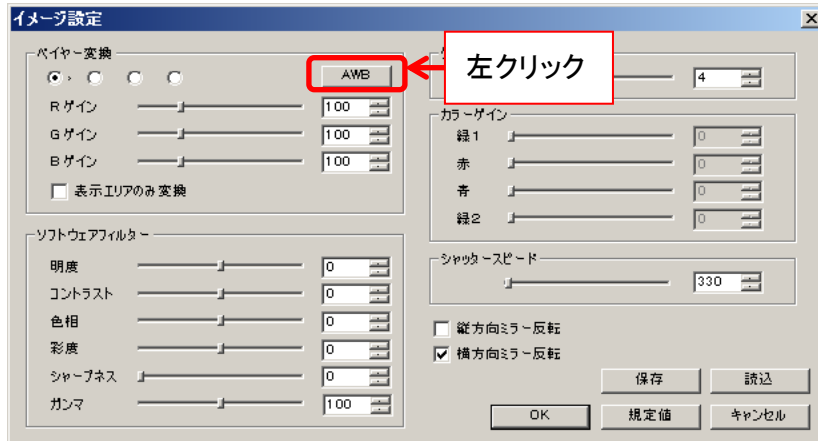 イメージ設定
ベイヤー変換
AWB
左クリック
4
Rゲイン 100
Gゲイン 100
Bゲイン 100
表示エリアのみ変換
カラーゲイン
緑1 0
赤 0
青 0
緑2 0
ソフトウェアフィルター
明度 0
コントラスト 0
色相 0
彩度 0
シャープネス 0
ガンマ 100
シャッタースピード
330
縦方向ミラー反転
横方向ミラー反転
保存 読込
OK 規定値 キャンセル